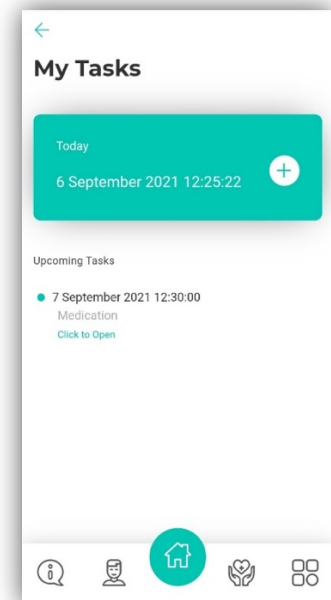 My Tasks
Today
6 September 2021 12:25:22
Upcoming Tasks
7 September 2021 12:30:00
Medication
Click to Open